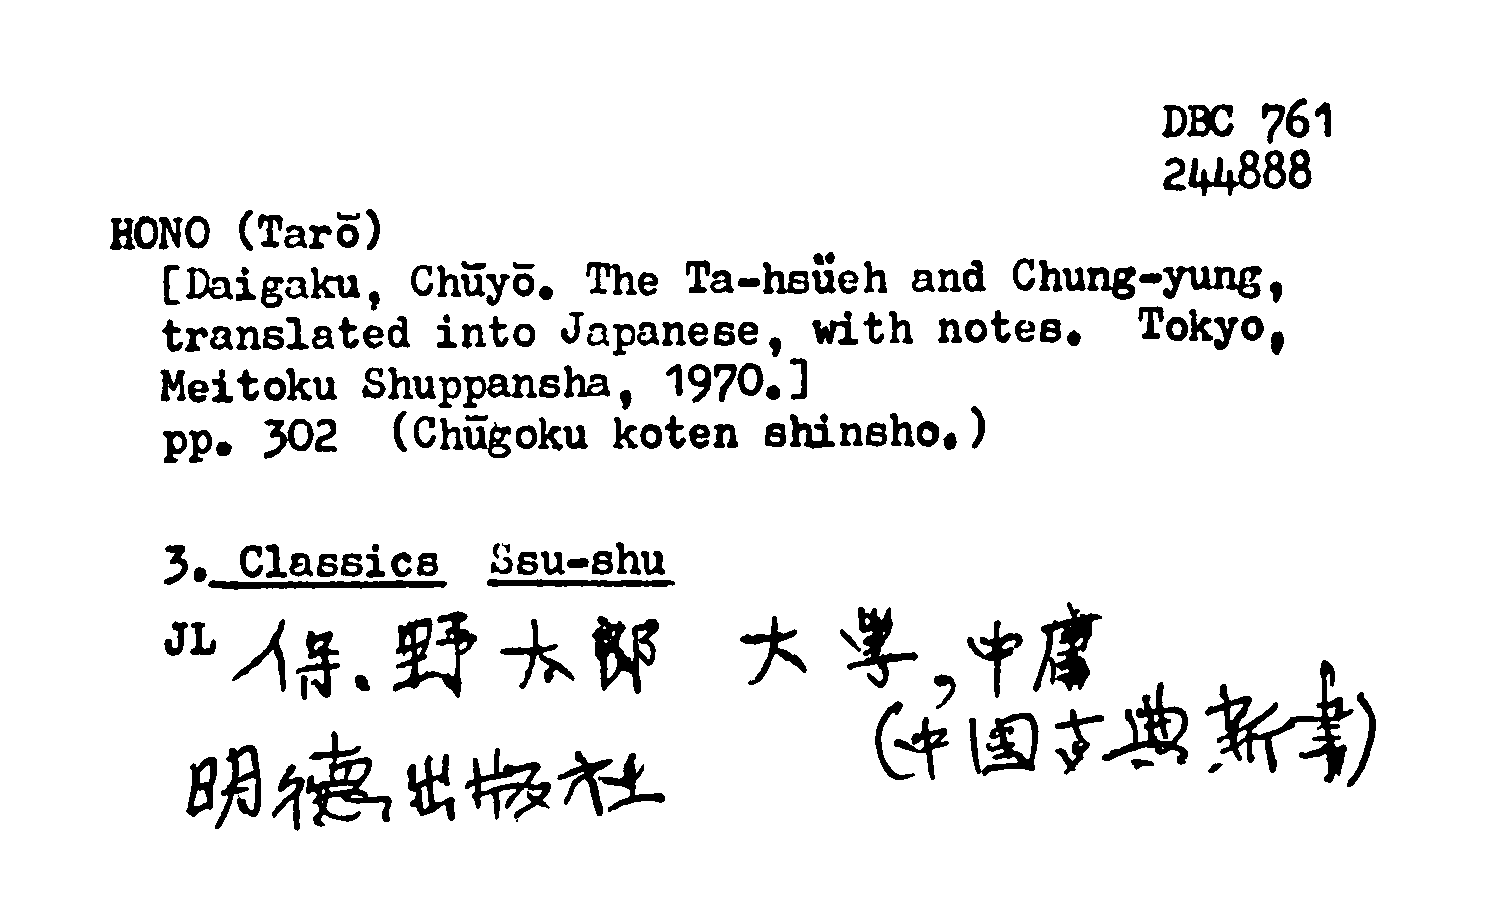 DBC 761
244888
HONO (Tarō)
[Daigaku, Chūyō. The Ta-hsüeh and Chung-yung,
translated into Japanese, with notes. Tokyo,
Meitoku Shuppansha, 1970.]
pp. 302 (Chūgoku koten shinsho.)
3. Classics Ssu-shu
JL 保.野太郎 大學,中庸
(中国古典新書)
明德出版社